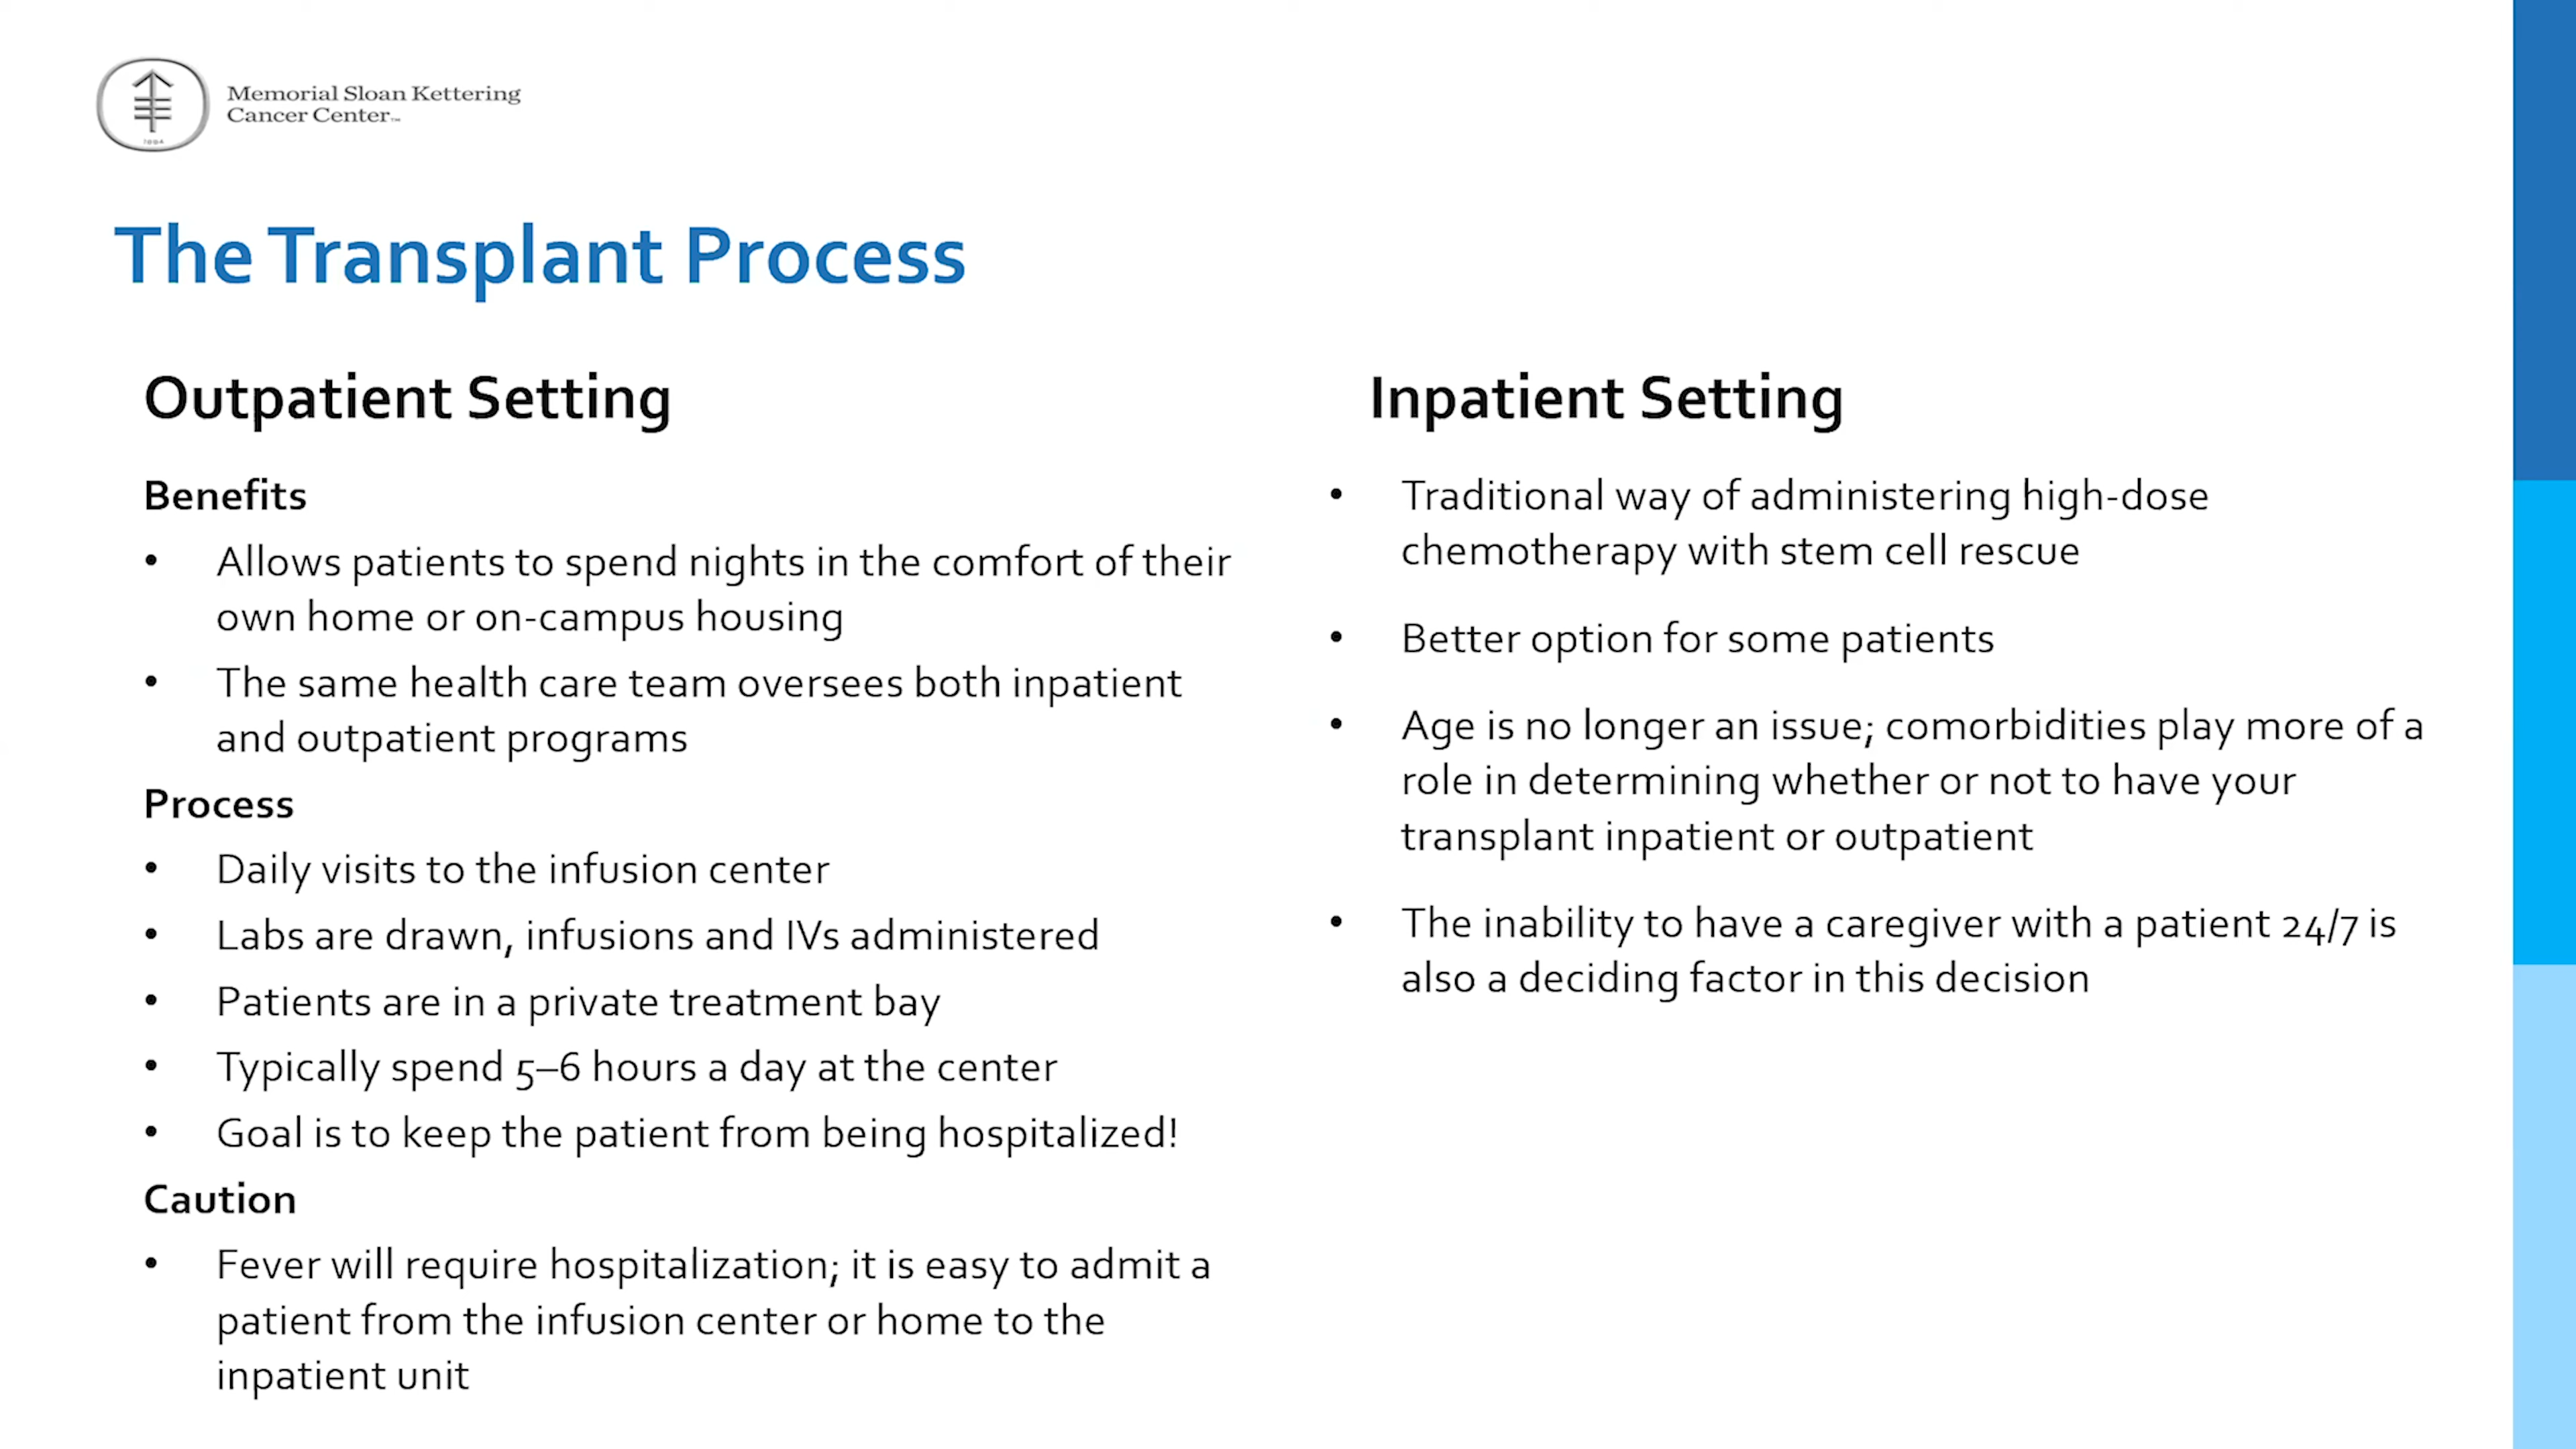 Memorial Sloan Kettering
Cancer Center™
The Transplant Process
Outpatient Setting
Benefits
• Allows patients to spend nights in the comfort of their
own home or on-campus housing
• The same health care team oversees both inpatient
and outpatient programs
Process
• Daily visits to the infusion center
• Labs are drawn, infusions and IVs administered
• Patients are in a private treatment bay
• Typically spend 5–6 hours a day at the center
• Goal is to keep the patient from being hospitalized!
Caution
• Fever will require hospitalization; it is easy to admit a
patient from the infusion center or home to the
inpatient unit
Inpatient Setting
• Traditional way of administering high-dose
chemotherapy with stem cell rescue
• Better option for some patients
• Age is no longer an issue; comorbidities play more of a
role in determining whether or not to have your
transplant inpatient or outpatient
• The inability to have a caregiver with a patient 24/7 is
also a deciding factor in this decision